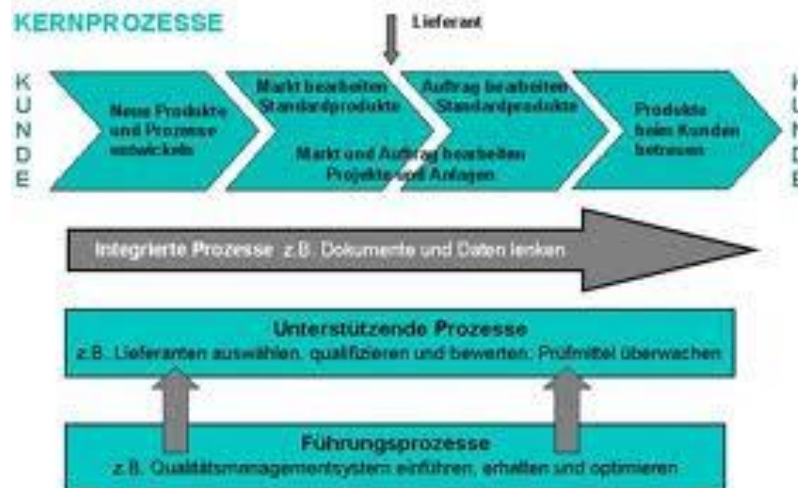 KERNPROZESSE
Lieferant
KUNDE
Neue Produkte
und Prozesse
entwickeln
Markt bearbeiten
Standardprodukte
Auftrag bearbeiten
Standardprodukte
Markt und Auftrag bearbeiten
Projekte und Anlagen
Produkte
beim Kunden
betreuen
KUNDE
Integrierte Prozesse z.B. Dokumente und Daten lenken
Unterstützende Prozesse
z.B. Lieferanten auswählen, qualifizieren und bewerten; Prüfmittel überwachen
Führungsprozesse
z.B. Qualitätsmanagementsystem einführen, erhalten und optimieren